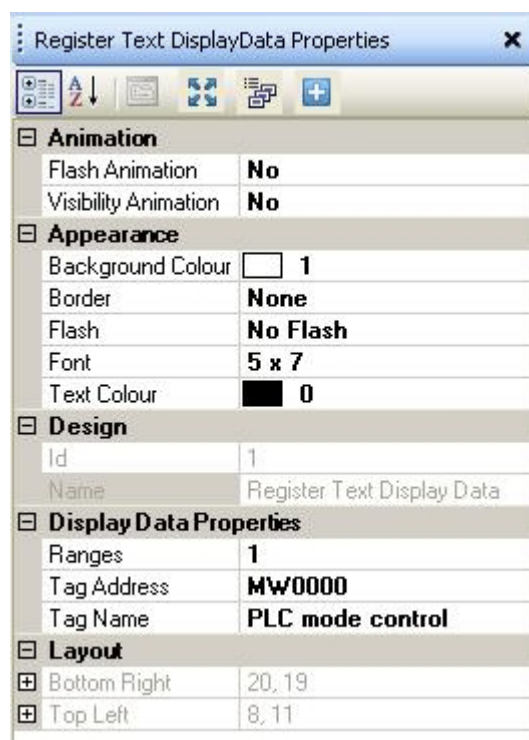 Register Text DisplayData Properties
A
Z
Animation
Flash Animation No
Visibility Animation No
Appearance
Background Colour 1
Border None
Flash No Flash
Font 5 x 7
Text Colour 0
Design
Id 1
Name Register Text Display Data
Display Data Properties
Ranges 1
Tag Address MW0000
Tag Name PLC mode control
Layout
Bottom Right 20, 19
Top Left 8, 11